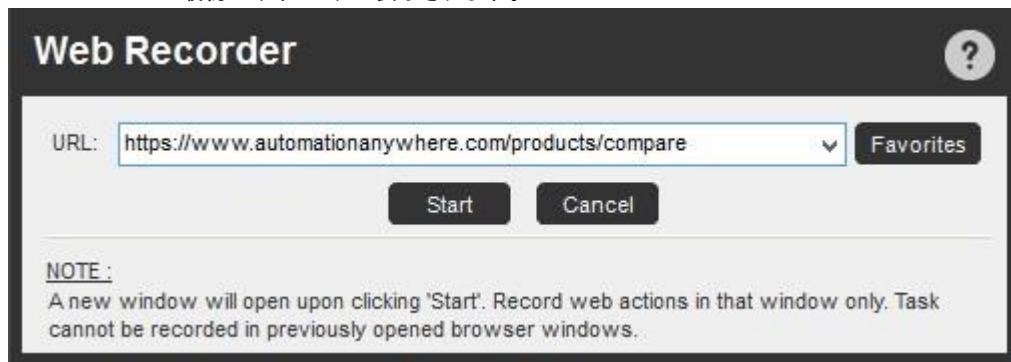 Web Recorder
?
URL: https://www.automationanywhere.com/products/compare Favorites
Start Cancel
NOTE :
A new window will open upon clicking 'Start'. Record web actions in that window only. Task
cannot be recorded in previously opened browser windows.